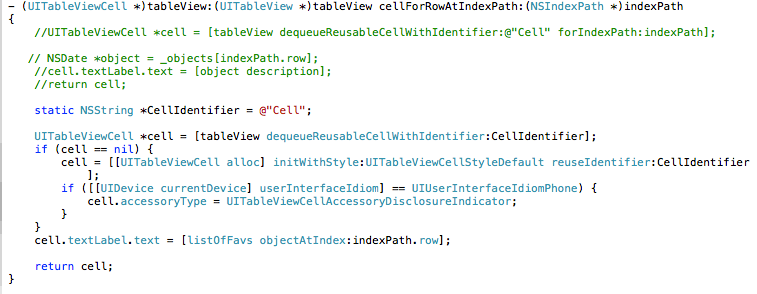 - (UITableViewCell *)tableView:(UITableView *)tableView cellForRowAtIndexPath:(NSIndexPath *)indexPath
{
    //UITableViewCell *cell = [tableView dequeueReusableCellWithIdentifier:@"Cell" forIndexPath:indexPath];
   // NSDate *object = _objects[indexPath.row];
    //cell.textLabel.text = [object description];
    //return cell;
    static NSString *CellIdentifier = @"Cell";
    UITableViewCell *cell = [tableView dequeueReusableCellWithIdentifier:CellIdentifier];
    if (cell == nil) {
        cell = [[UITableViewCell alloc] initWithStyle:UITableViewCellStyleDefault reuseIdentifier:CellIdentifier
            ];
        if ([[UIDevice currentDevice] userInterfaceIdiom] == UIUserInterfaceIdiomPhone) {
            cell.accessoryType = UITableViewCellAccessoryDisclosureIndicator;
        }
    }
    cell.textLabel.text = [listOfFavs objectAtIndex:indexPath.row];
    return cell;
}